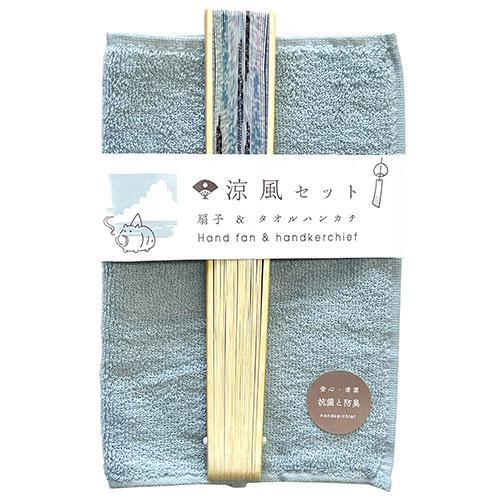 涼風セット
扇子 & タオルハンカチ
Hand fan & handkerchief
安心・清潔
抗菌と防臭
handkerchief